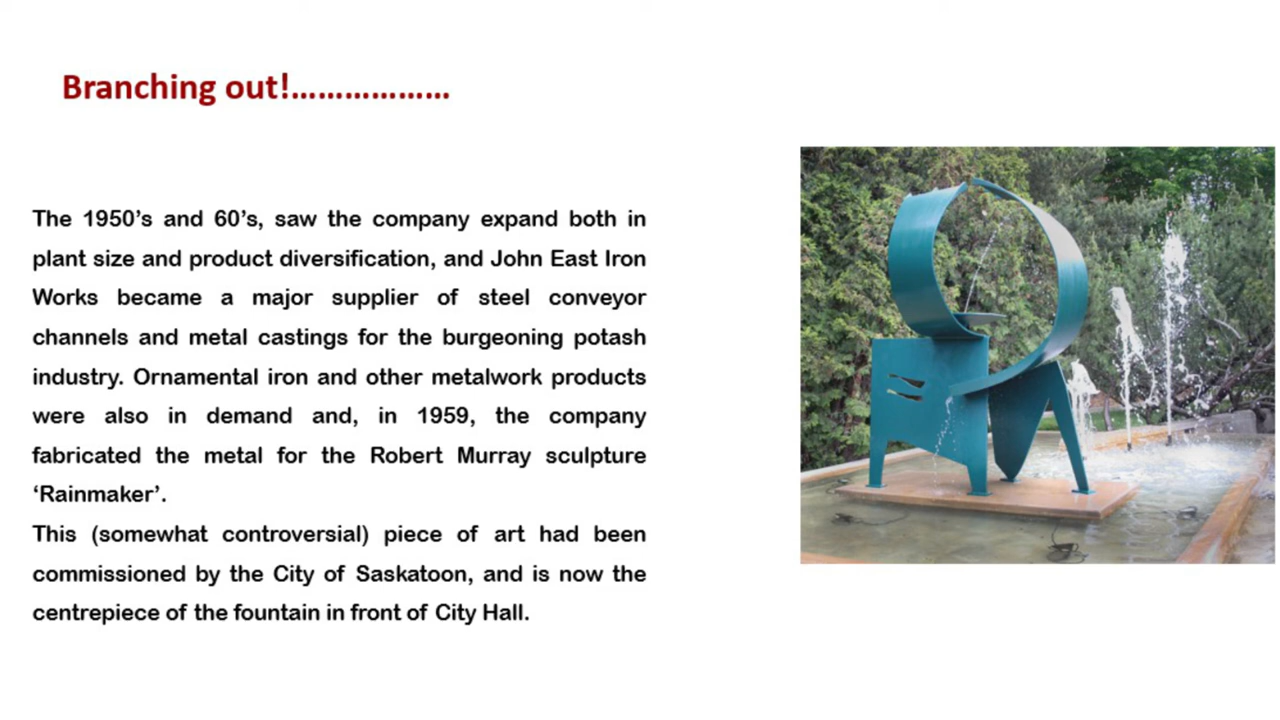 Branching out!………………
The 1950’s and 60’s, saw the company expand both in
plant size and product diversification, and John East Iron
Works became a major supplier of steel conveyor
channels and metal castings for the burgeoning potash
industry. Ornamental iron and other metalwork products
were also in demand and, in 1959, the company
fabricated the metal for the Robert Murray sculpture
‘Rainmaker’.
This (somewhat controversial) piece of art had been
commissioned by the City of Saskatoon, and is now the
centrepiece of the fountain in front of City Hall.